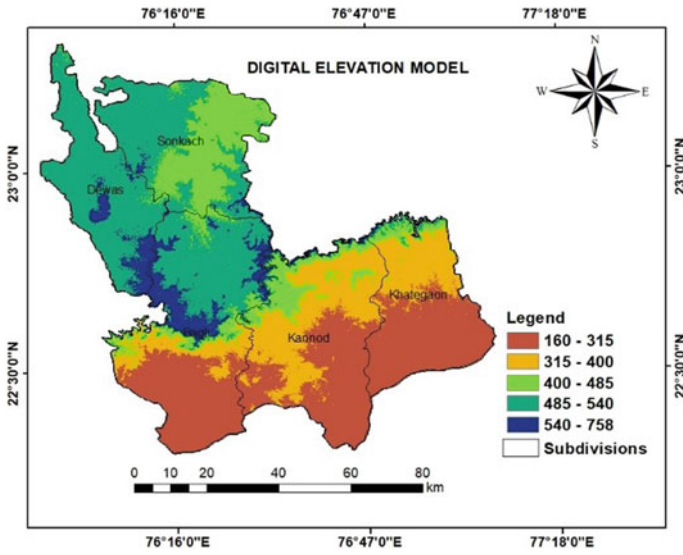 76°16'0"E 76°47'0"E 77°18'0"E
DIGITAL ELEVATION MODEL
N
W E
S
Sonkach
23°0'0"N 23°0'0"N
Dewas
Khategaon
Legend
160 - 315
Kannod
315 - 400
22°30'0"N 22°30'0"N
400 - 485
485 - 540
540 - 758
Subdivisions
0 10 20 40 60 80
km
76°16'0"E 76°47'0"E 77°18'0"E